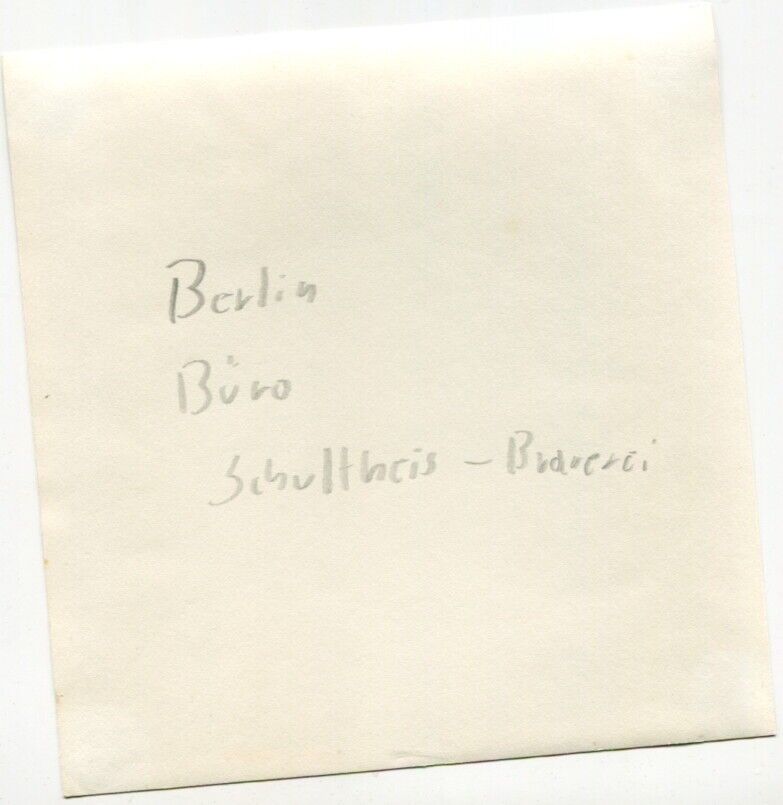 Berlin
Büro
Schultheis - Brauerei